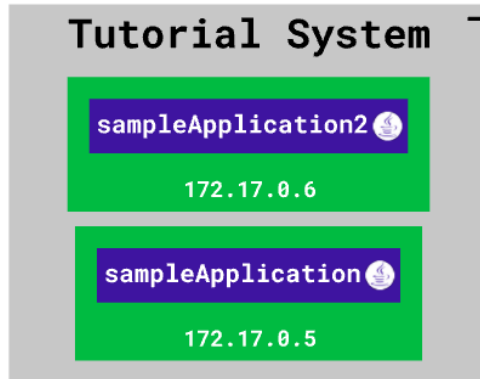 Tutorial System
sampleApplication2
172.17.0.6
sampleApplication
172.17.0.5